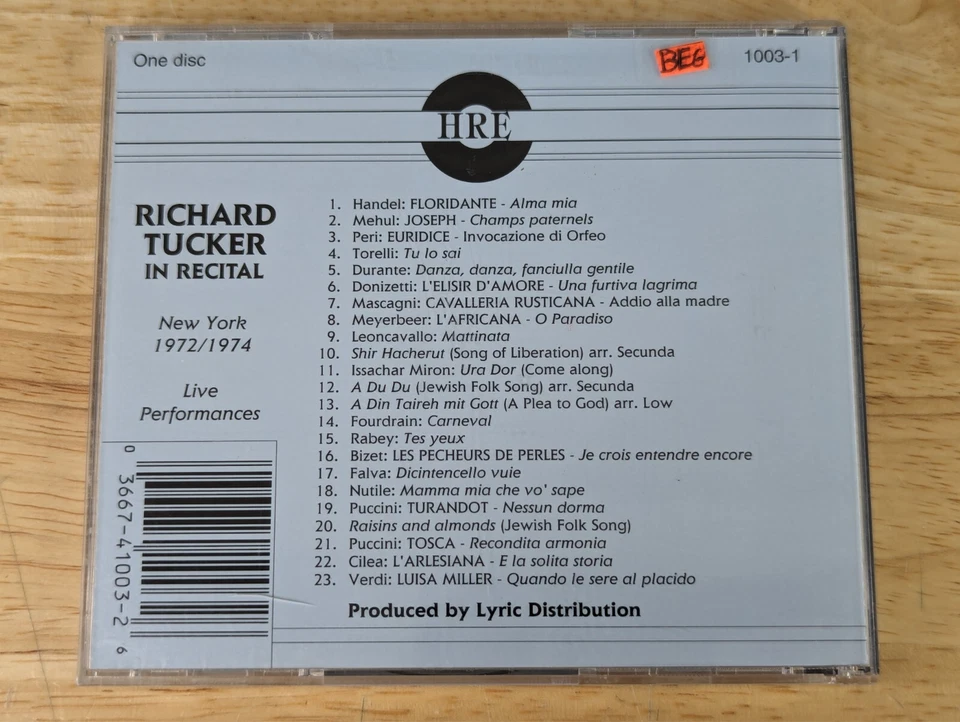 One disc
BEG
1003-1
HRE
RICHARD
TUCKER
IN RECITAL
New York
1972/1974
Live
Performances
1. Handel: FLORIDANTE - Alma mia
2. Mehul: JOSEPH - Champs paternels
3. Peri: EURIDICE - Invocazione di Orfeo
4. Torelli: Tu lo sai
5. Durante: Danza, danza, fanciulla gentile
6. Donizetti: L'ELISIR D'AMORE - Una furtiva lagrima
7. Mascagni: CAVALLERIA RUSTICANA - Addio alla madre
8. Meyerbeer: L'AFRICANA - O Paradiso
9. Leoncavallo: Mattinata
10. Shir Hacherut (Song of Liberation) arr. Secunda
11. Issachar Miron: Ura Dor (Come along)
12. A Du Du (Jewish Folk Song) arr. Secunda
13. A Din Taireh mit Gott (A Plea to God) arr. Low
14. Fourdrain: Carneval
15. Rabey: Tes yeux
16. Bizet: LES PECHEURS DE PERLES - Je crois entendre encore
17. Falva: Dicintencello vuie
18. Nutile: Mamma mia che vo' sape
19. Puccini: TURANDOT - Nessun dorma
20. Raisins and almonds (Jewish Folk Song)
21. Puccini: TOSCA - Recondita armonia
22. Cilea: L'ARLESIANA - E la solita storia
23. Verdi: LUISA MILLER - Quando le sere al placido
Produced by Lyric Distribution
0 3667-41003-2 6